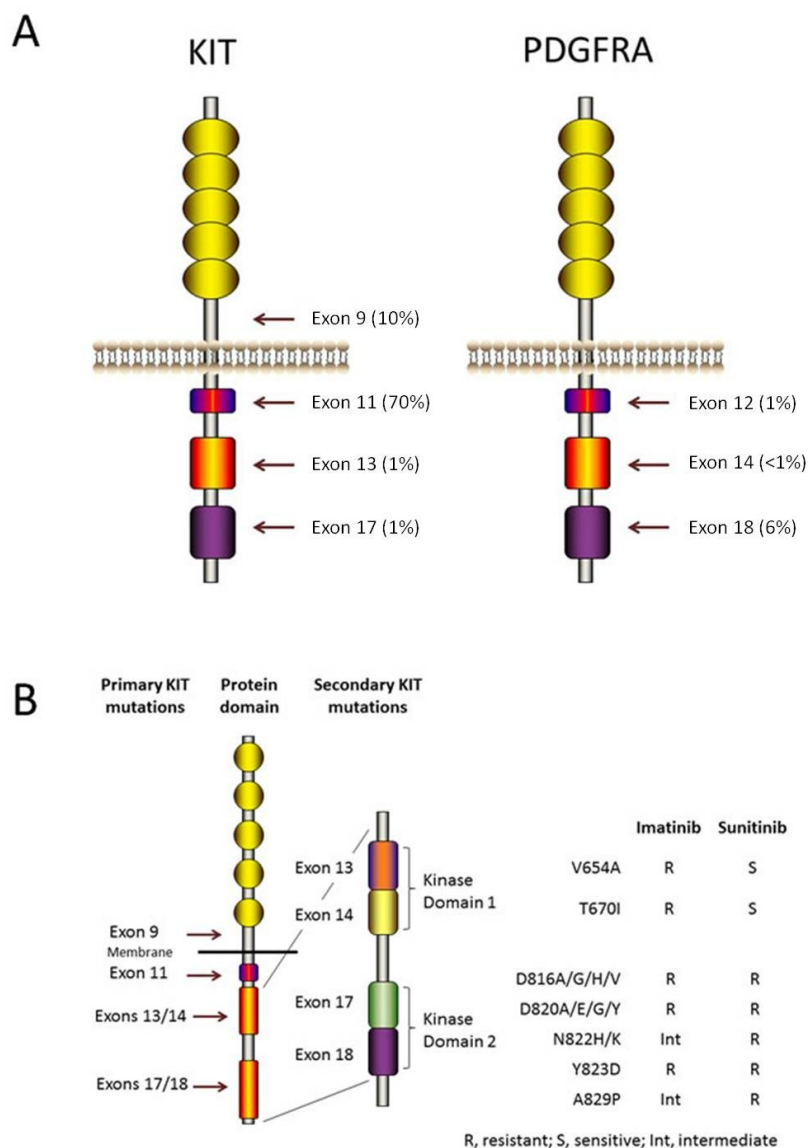 A
KIT
PDGFRA
Exon 9 (10%)
Exon 11 (70%)
Exon 12 (1%)
Exon 13 (1%)
Exon 14 (<1%)
Exon 17 (1%)
Exon 18 (6%)
B
Primary KIT
mutations
Protein
domain
Secondary KIT
mutations
Exon 9
Membrane
Exon 11
Exons 13/14
Exons 17/18
Exon 13
Exon 14
Kinase
Domain 1
Exon 17
Exon 18
Kinase
Domain 2
Imatinib Sunitinib
V654A R S
T670I R S
D816A/G/H/V R R
D820A/E/G/Y R R
N822H/K Int R
Y823D R R
A829P Int R
R, resistant; S, sensitive; Int, intermediate